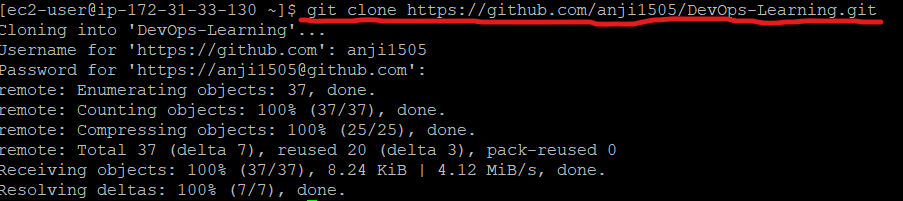 [ec2-user@ip-172-31-33-130 ~]$ git clone https://github.com/anji1505/DevOps-Learning.git
Cloning into 'DevOps-Learning'...
Username for 'https://github.com': anji1505
Password for 'https://anji1505@github.com':
remote: Enumerating objects: 37, done.
remote: Counting objects: 100% (37/37), done.
remote: Compressing objects: 100% (25/25), done.
remote: Total 37 (delta 7), reused 20 (delta 3), pack-reused 0
Receiving objects: 100% (37/37), 8.24 KiB | 4.12 MiB/s, done.
Resolving deltas: 100% (7/7), done.